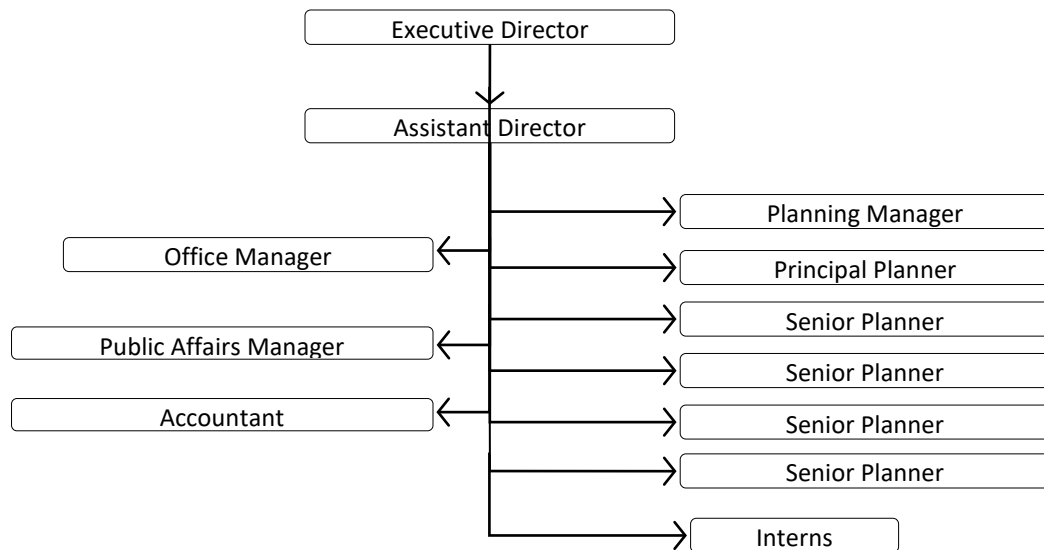 Executive Director
Assistant Director
Planning Manager
Office Manager
Principal Planner
Senior Planner
Public Affairs Manager
Senior Planner
Accountant
Senior Planner
Senior Planner
Interns